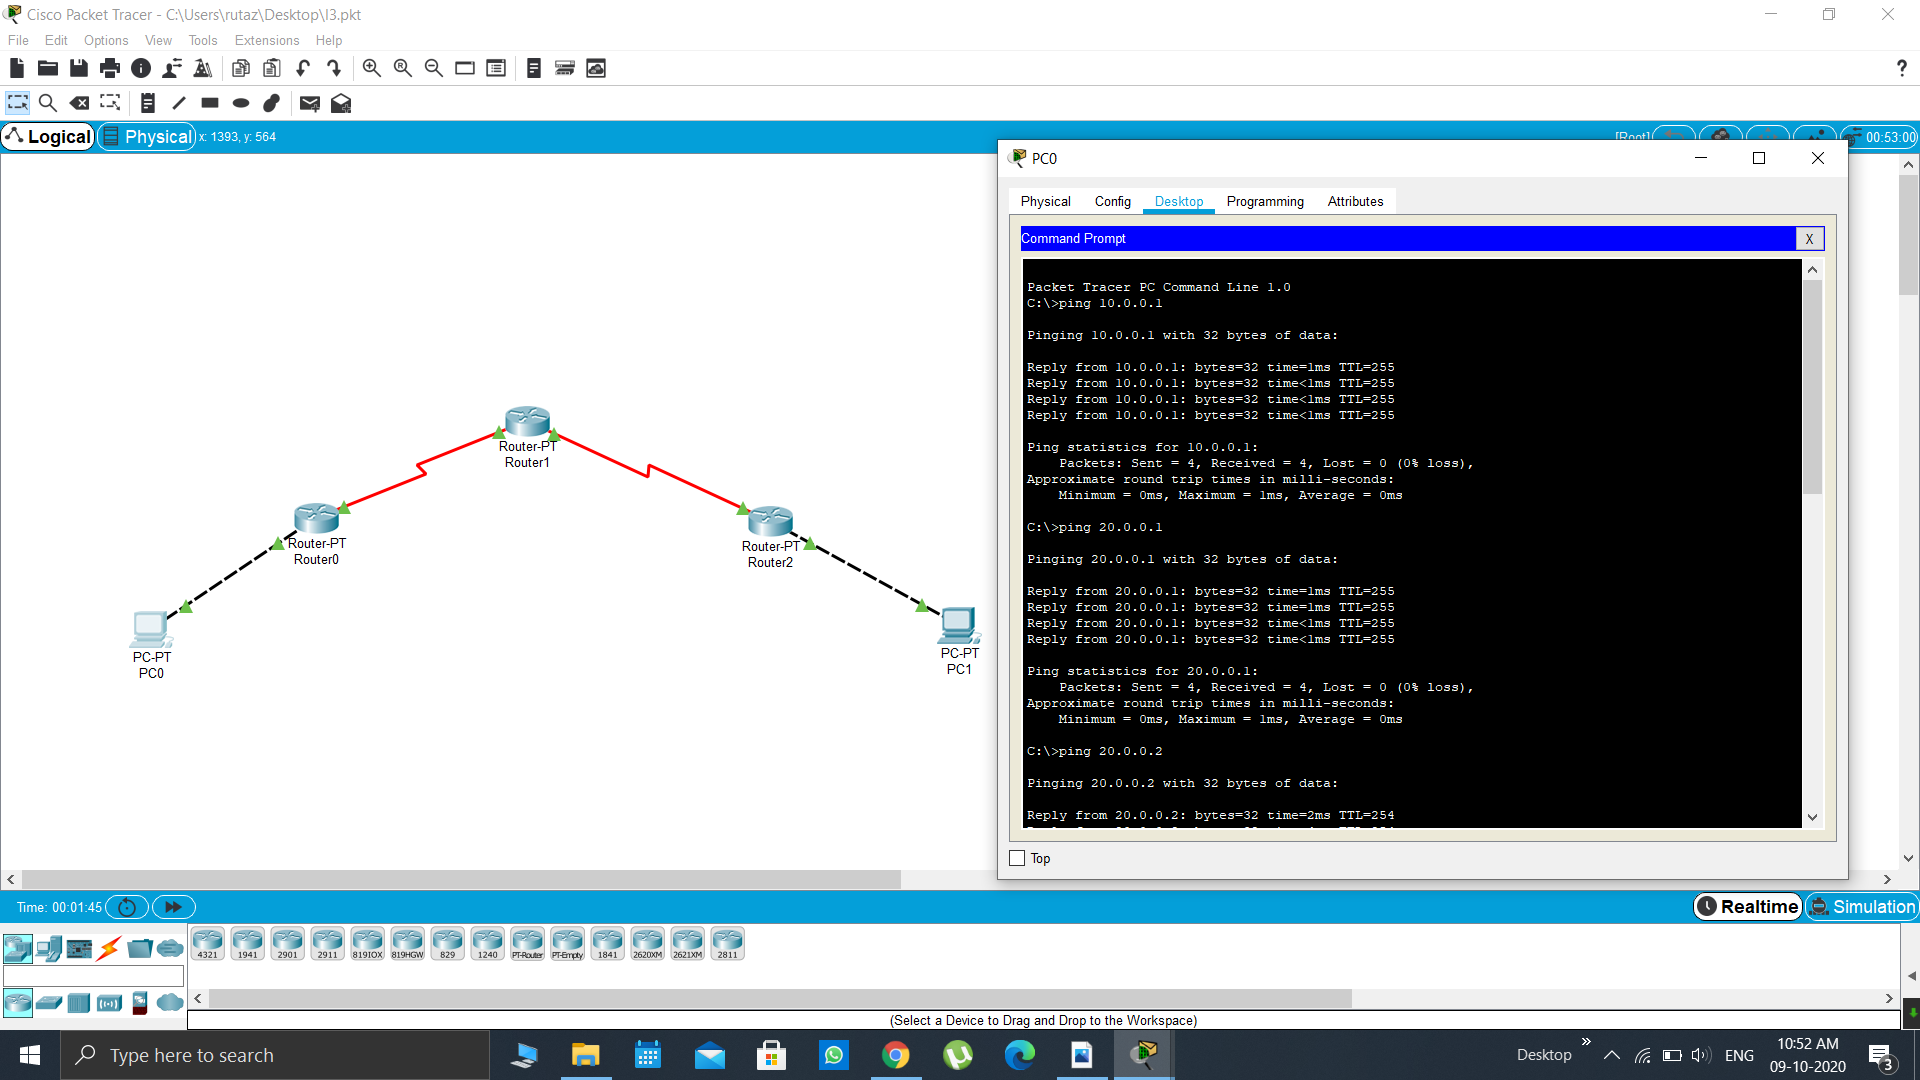 Cisco Packet Tracer - C:\Users\rutaz\Desktop\l3.pkt
File Edit Options View Tools Extensions Help
?
Logical Physical x: 1393, y: 564
[Root] 00:53:00
Router-PT
Router1
Router-PT
Router0
Router-PT
Router2
PC-PT
PC0
PC-PT
PC1
PC0
Physical Config Desktop Programming Attributes
Command Prompt X
Packet Tracer PC Command Line 1.0
C:\>ping 10.0.0.1
Pinging 10.0.0.1 with 32 bytes of data:
Reply from 10.0.0.1: bytes=32 time=1ms TTL=255
Reply from 10.0.0.1: bytes=32 time<1ms TTL=255
Reply from 10.0.0.1: bytes=32 time<1ms TTL=255
Reply from 10.0.0.1: bytes=32 time<1ms TTL=255
Ping statistics for 10.0.0.1:
Packets: Sent = 4, Received = 4, Lost = 0 (0% loss),
Approximate round trip times in milli-seconds:
Minimum = 0ms, Maximum = 1ms, Average = 0ms
C:\>ping 20.0.0.1
Pinging 20.0.0.1 with 32 bytes of data:
Reply from 20.0.0.1: bytes=32 time=1ms TTL=255
Reply from 20.0.0.1: bytes=32 time<1ms TTL=255
Reply from 20.0.0.1: bytes=32 time<1ms TTL=255
Reply from 20.0.0.1: bytes=32 time<1ms TTL=255
Ping statistics for 20.0.0.1:
Packets: Sent = 4, Received = 4, Lost = 0 (0% loss),
Approximate round trip times in milli-seconds:
Minimum = 0ms, Maximum = 1ms, Average = 0ms
C:\>ping 20.0.0.2
Pinging 20.0.0.2 with 32 bytes of data:
Reply from 20.0.0.2: bytes=32 time=2ms TTL=254
Top
Time: 00:01:45
Realtime Simulation
4321 1941 2901 2911 819IOX 819HGW 829 1240 PT-Router PT-Empty 1841 2620XM 2621XM 2811
(Select a Device to Drag and Drop to the Workspace)
Type here to search
Desktop » ENG
10:52 AM
09-10-2020
3